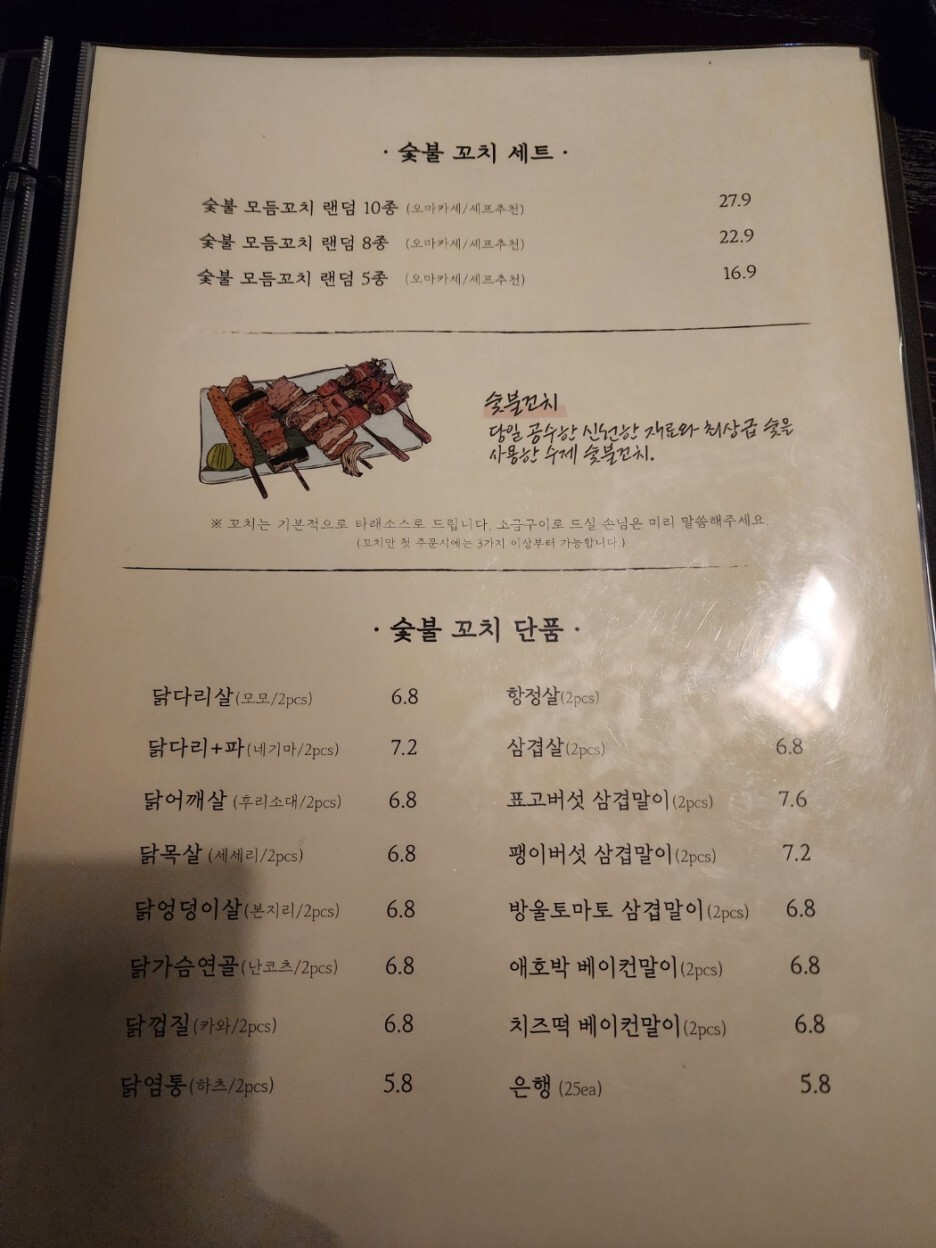 · 숯불 꼬치 세트 ·
숯불 모듬꼬치 랜덤 10종 (오마카세/셰프추천) 27.9
숯불 모듬꼬치 랜덤 8종 (오마카세/셰프추천) 22.9
숯불 모듬꼬치 랜덤 5종 (오마카세/셰프추천) 16.9
숯불꼬치
당일 공수한 신선한 재료와 최상급 숯을
사용한 수제 숯불꼬치.
※ 꼬치는 기본적으로 타래소스로 드립니다. 소금구이로 드실 손님은 미리 말씀해주세요.
(꼬치만 첫 주문시에는 3가지 이상부터 가능합니다.)
· 숯불 꼬치 단품 ·
닭다리살(모모/2pcs) 6.8
닭다리+파(네기마/2pcs) 7.2
닭어깨살 (후리소대/2pcs) 6.8
닭목살 (세세리/2pcs) 6.8
닭엉덩이살(본지리/2pcs) 6.8
닭가슴연골(난코츠/2pcs) 6.8
닭껍질(카와/2pcs) 6.8
닭염통(하츠/2pcs) 5.8
항정살(2pcs)
삼겹살(2pcs) 6.8
표고버섯 삼겹말이(2pcs) 7.6
팽이버섯 삼겹말이(2pcs) 7.2
방울토마토 삼겹말이(2pcs) 6.8
애호박 베이컨말이(2pcs) 6.8
치즈떡 베이컨말이(2pcs) 6.8
은행 (25ea) 5.8